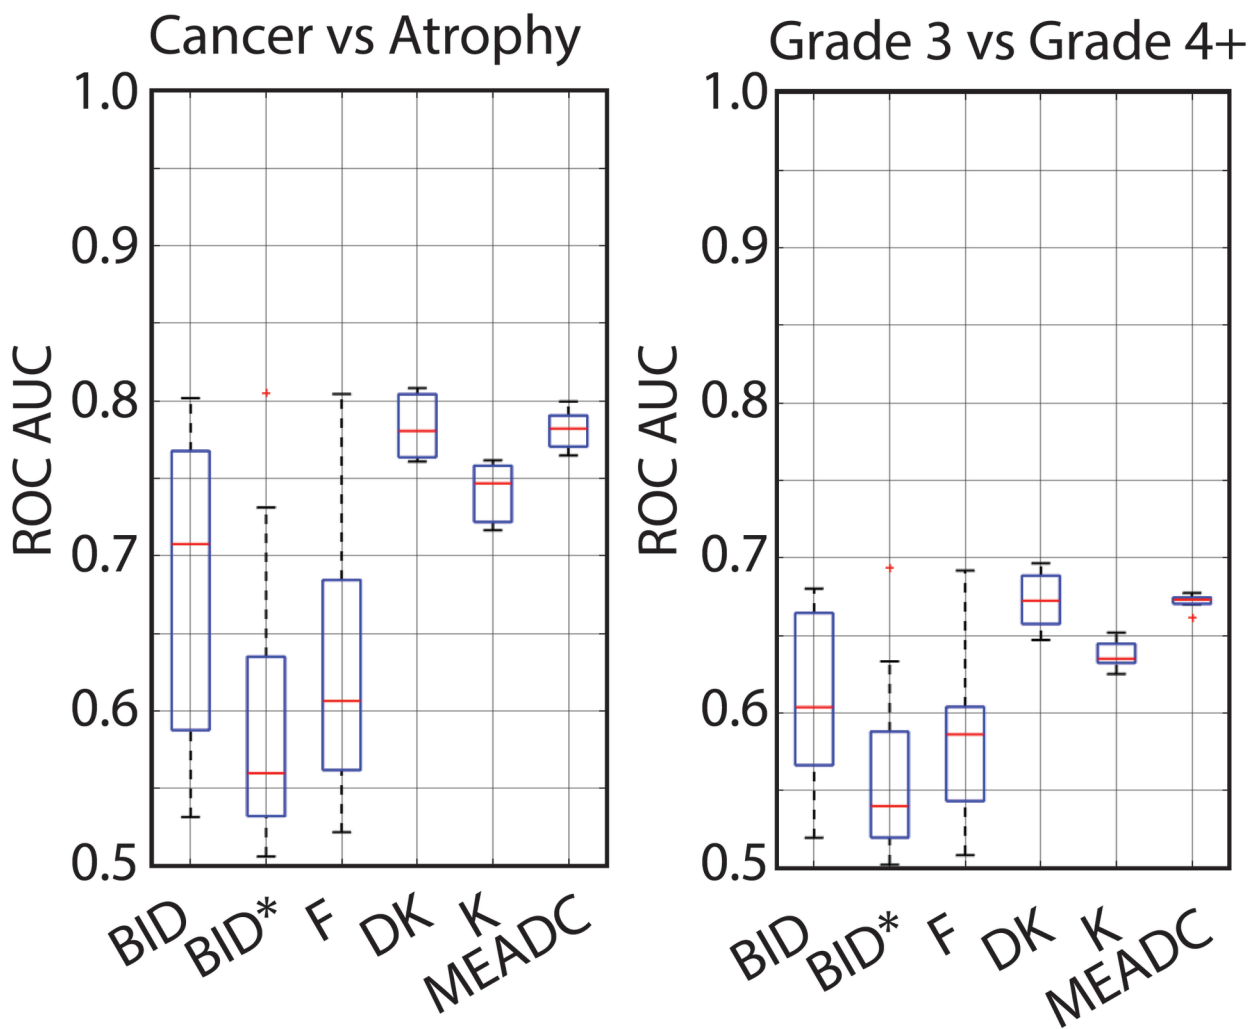 Cancer vs Atrophy
ROC AUC
1.0
0.9
0.8
0.7
0.6
0.5
BID
BID*
F
DK
K
MEADC
Grade 3 vs Grade 4+
ROC AUC
1.0
0.9
0.8
0.7
0.6
0.5
BID
BID*
F
DK
K
MEADC